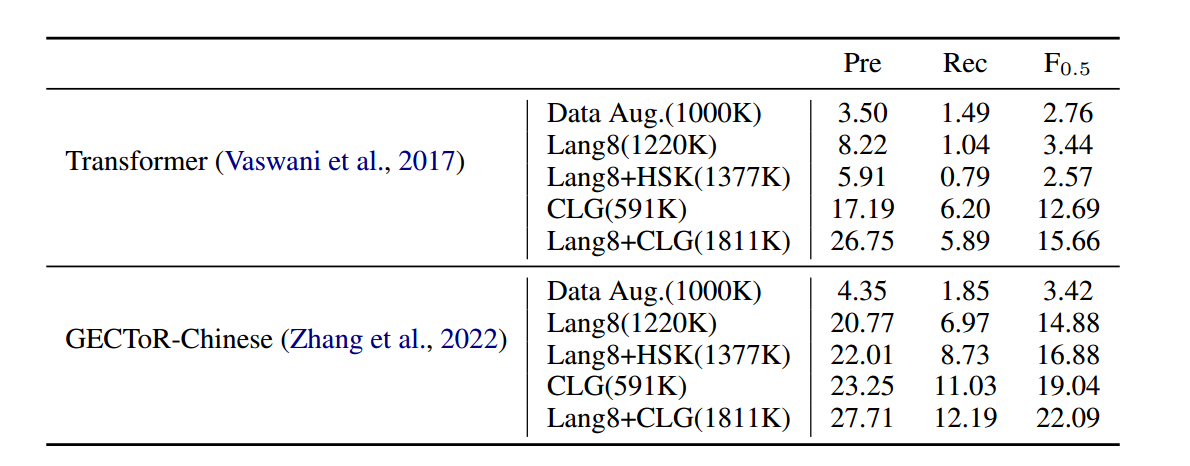 Pre Rec F0.5
Transformer (Vaswani et al., 2017)
Data Aug.(1000K) 3.50 1.49 2.76
Lang8(1220K) 8.22 1.04 3.44
Lang8+HSK(1377K) 5.91 0.79 2.57
CLG(591K) 17.19 6.20 12.69
Lang8+CLG(1811K) 26.75 5.89 15.66
GECToR-Chinese (Zhang et al., 2022)
Data Aug.(1000K) 4.35 1.85 3.42
Lang8(1220K) 20.77 6.97 14.88
Lang8+HSK(1377K) 22.01 8.73 16.88
CLG(591K) 23.25 11.03 19.04
Lang8+CLG(1811K) 27.71 12.19 22.09